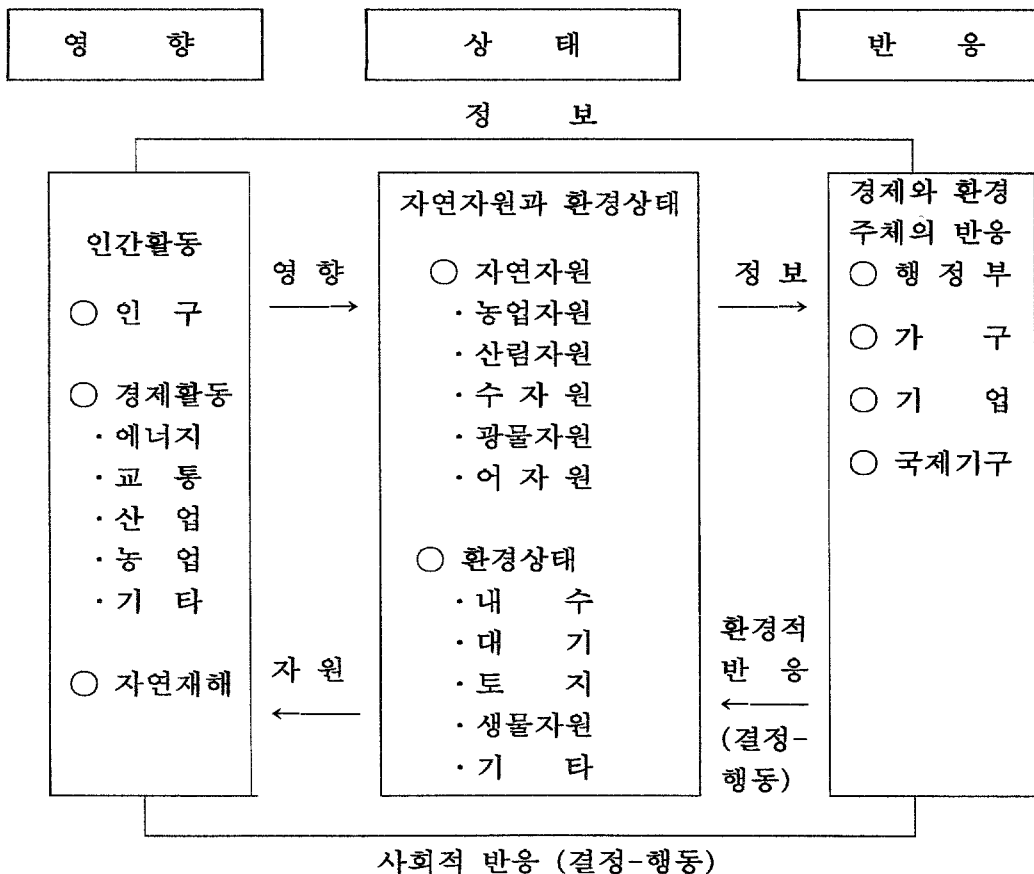 영 향
상 태
반 응
정 보
인간활동
○ 인 구
○ 경제활동
· 에너지
· 교 통
· 산 업
· 농 업
· 기 타
○ 자연재해
영 향
자 원
자연자원과 환경상태
○ 자연자원
· 농업자원
· 산림자원
· 수 자 원
· 광물자원
· 어 자 원
○ 환경상태
· 내 수
· 대 기
· 토 지
· 생물자원
· 기 타
정 보
환경적
반 응
(결정-
행동)
경제와 환경
주체의 반응
○ 행 정 부
○ 가 구
○ 기 업
○ 국제기구
사회적 반응 (결정-행동)